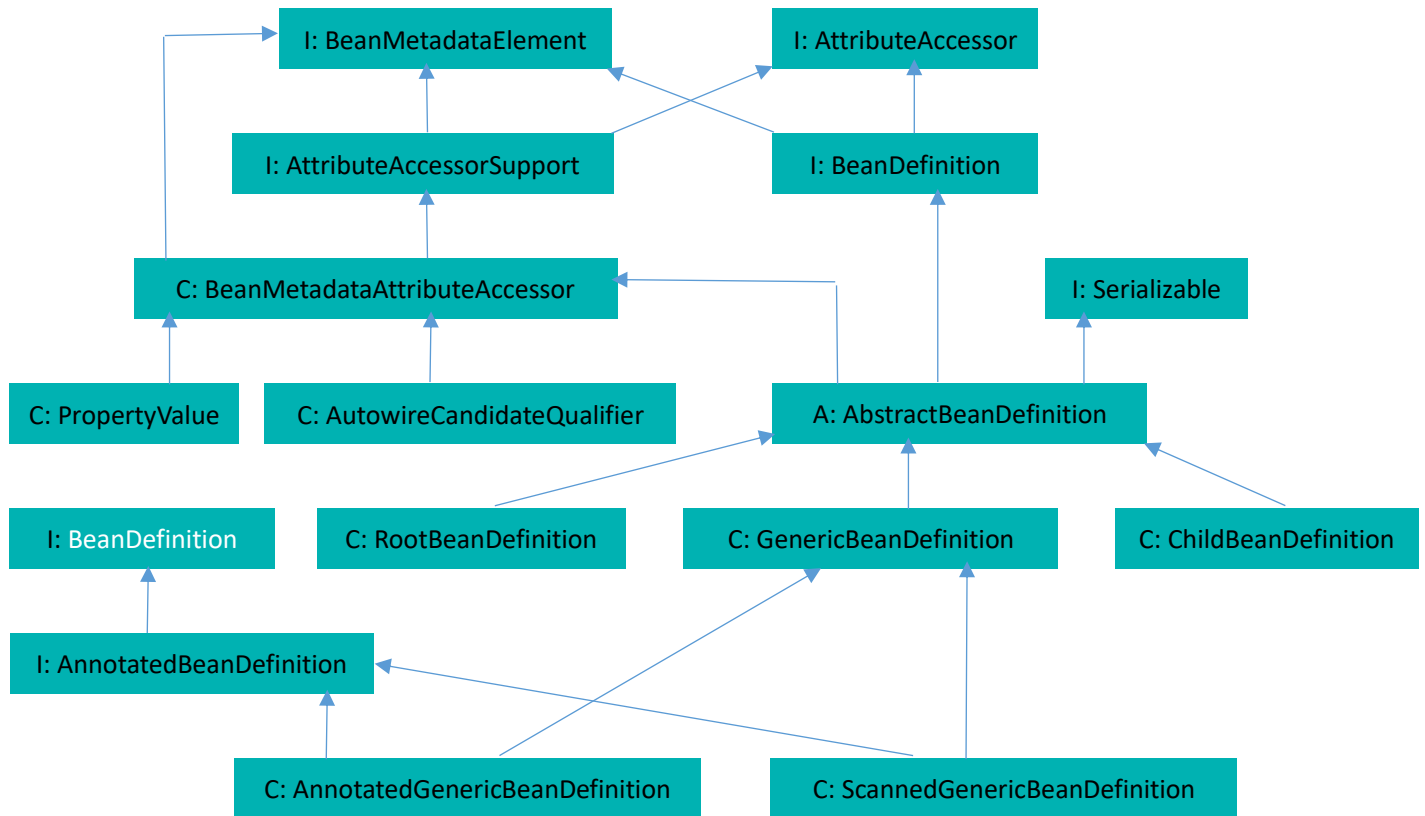 I: BeanMetadataElement
I: AttributeAccessor
I: AttributeAccessorSupport
I: BeanDefinition
C: BeanMetadataAttributeAccessor
I: Serializable
C: PropertyValue
C: AutowireCandidateQualifier
A: AbstractBeanDefinition
I: BeanDefinition
C: RootBeanDefinition
C: GenericBeanDefinition
C: ChildBeanDefinition
I: AnnotatedBeanDefinition
C: AnnotatedGenericBeanDefinition
C: ScannedGenericBeanDefinition